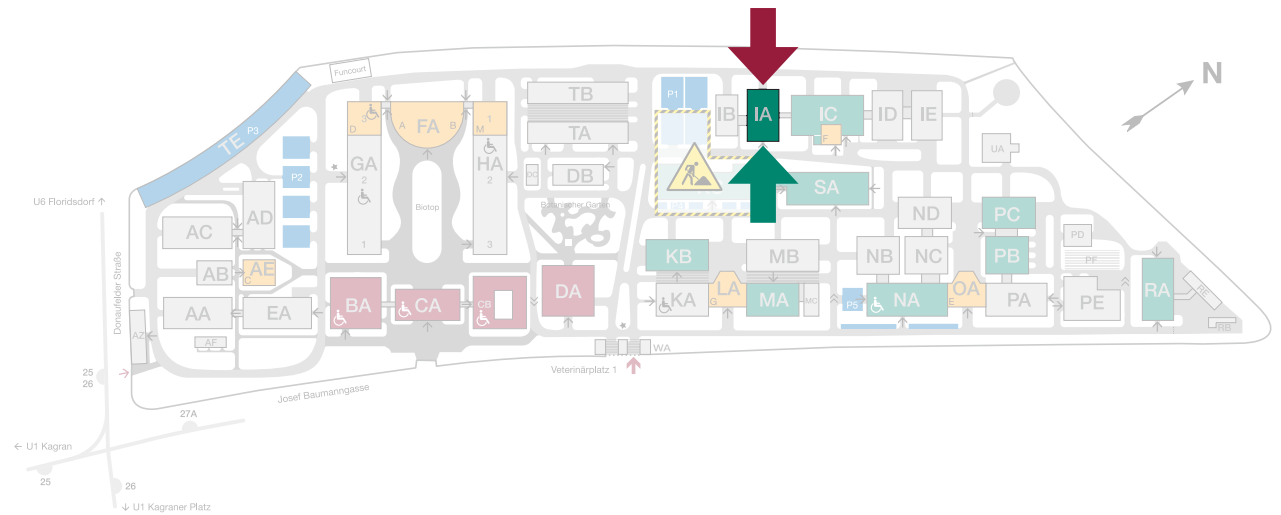 N
Funcourt
P3
TE
P2
P1
TB
TA
IB
IA
IC
F
ID
IE
UA
3
D
A
FA
B
1
M
GA
2
1
HA
2
3
Biotop
DC
DB
Botanischer Garten
SA
U6 Floridsdorf ↑
AD
AC
AB
AE
C
AA
EA
AF
AZ
Donaufelder Straße
BA
CA
CB
DA
KB
MB
KA
LA
G
MA
MC
ND
NB
NC
NA
P5
OA
E
PC
PB
PA
PD
PF
PE
RA
RE
RB
WA
Veterinärplatz 1
Josef Baumanngasse
25
26
27A
← U1 Kagran
25
26
↓ U1 Kagraner Platz